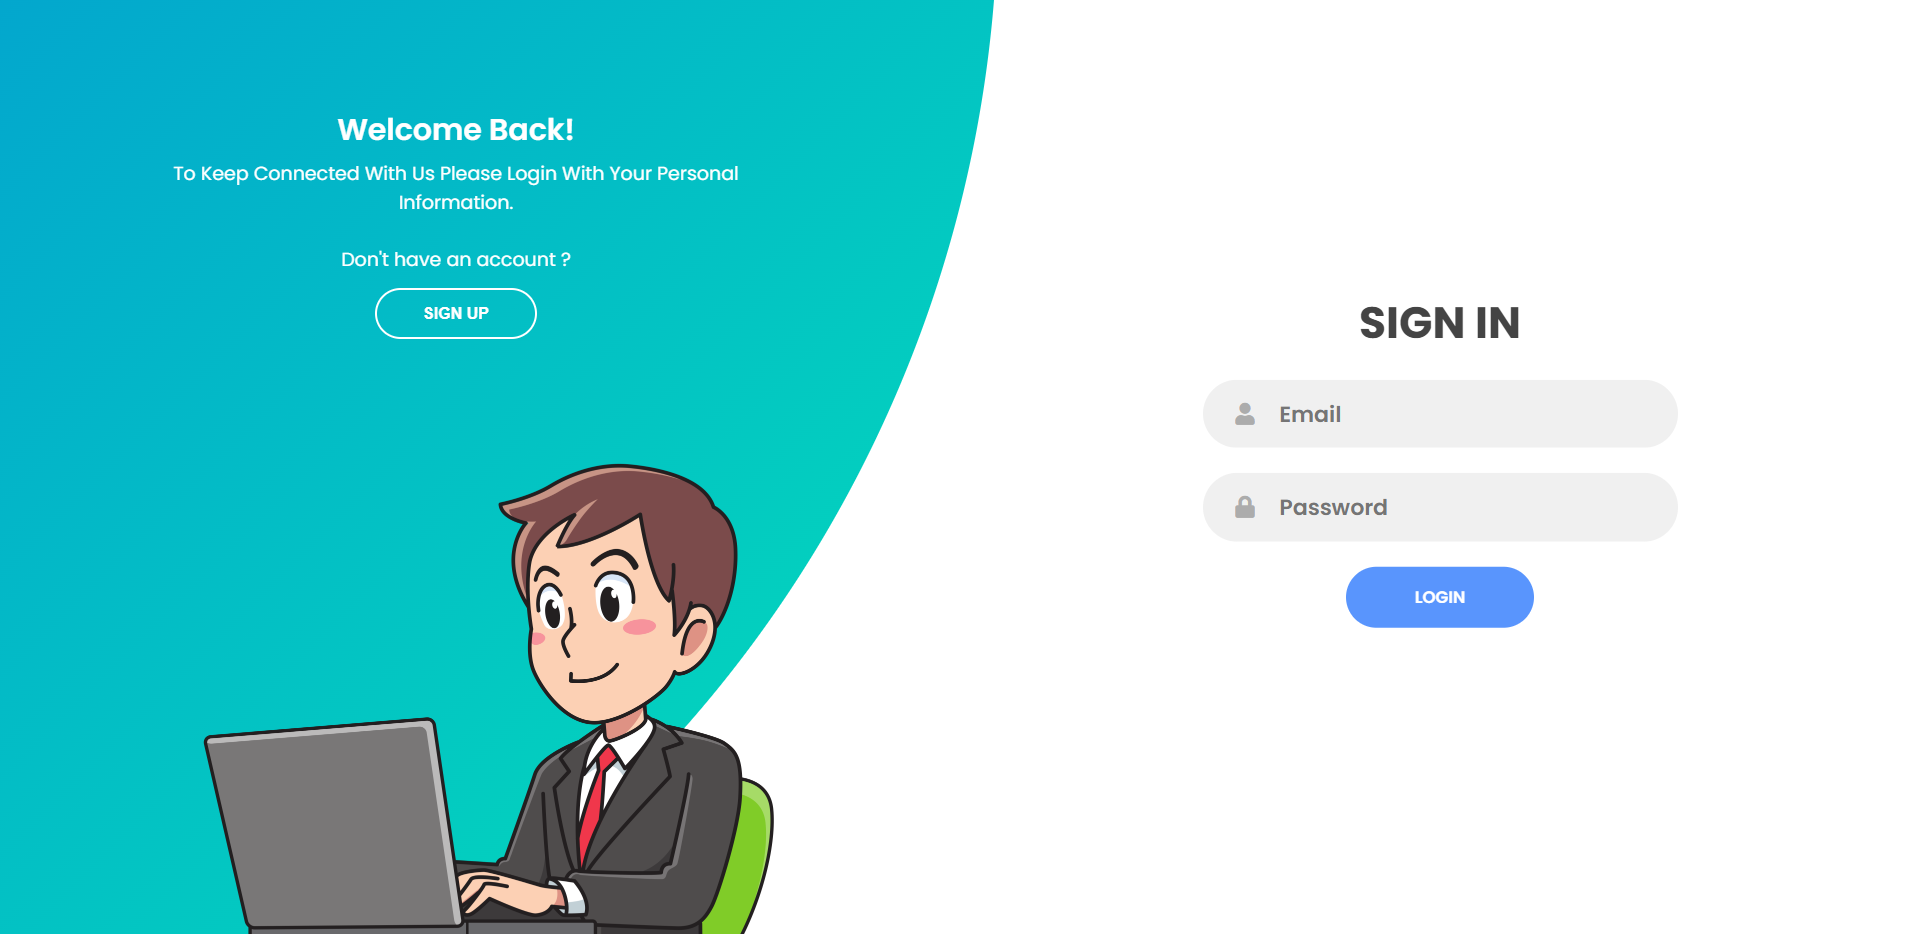 Welcome Back!
To Keep Connected With Us Please Login With Your Personal
Information.
Don't have an account ?
SIGN UP
SIGN IN
Email
Password
LOGIN